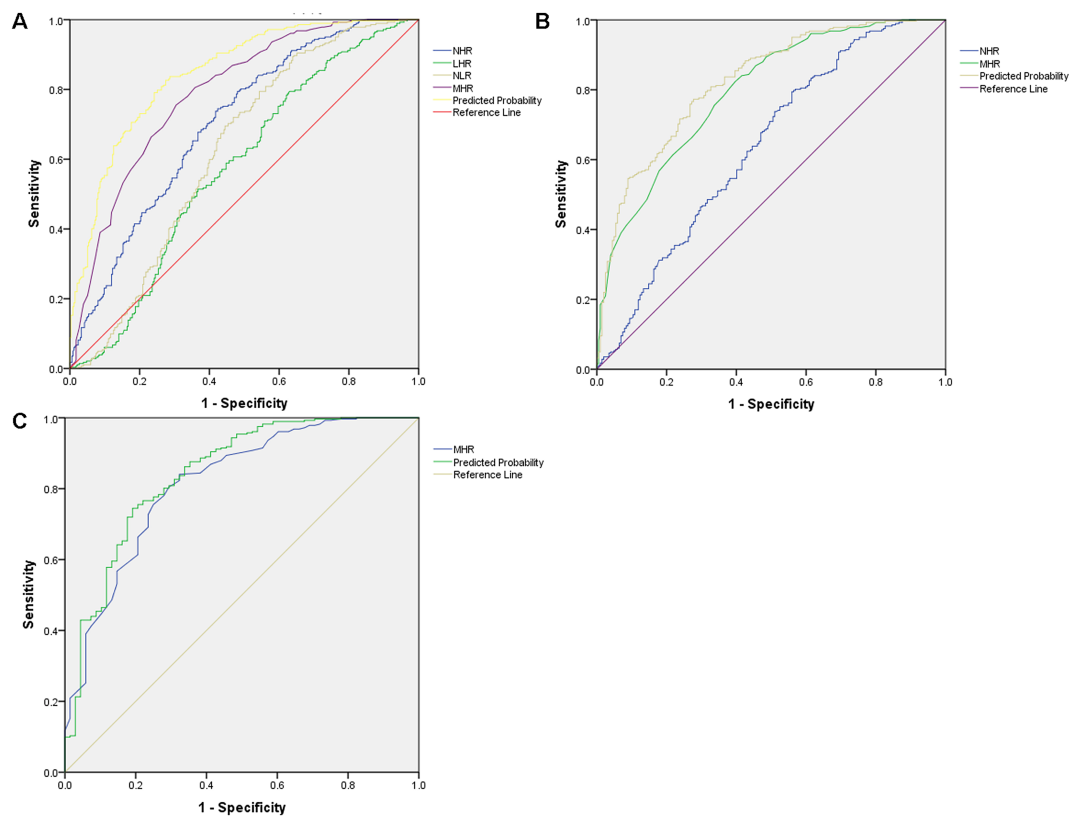 A
1.0
0.8
0.6
0.4
0.2
0.0
0.0 0.2 0.4 0.6 0.8 1.0
Sensitivity
1 - Specificity
NHR
LHR
NLR
MHR
Predicted Probability
Reference Line
B
1.0
0.8
0.6
0.4
0.2
0.0
0.0 0.2 0.4 0.6 0.8 1.0
Sensitivity
1 - Specificity
NHR
MHR
Predicted Probability
Reference Line
C
1.0
0.8
0.6
0.4
0.2
0.0
0.0 0.2 0.4 0.6 0.8 1.0
Sensitivity
1 - Specificity
MHR
Predicted Probability
Reference Line